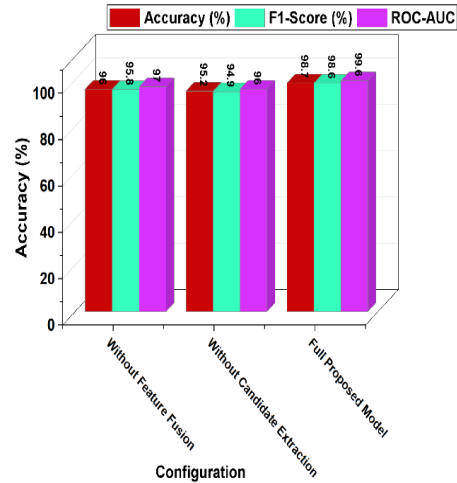 Accuracy (%) F1-Score (%) ROC-AUC
96 95.8 97 95.2 94.9 96 98.7 98.6 99.6
100
80
60
40
20
0
Accuracy (%)
Without Feature Fusion
Without Candidate Extraction
Full Proposed Model
Configuration